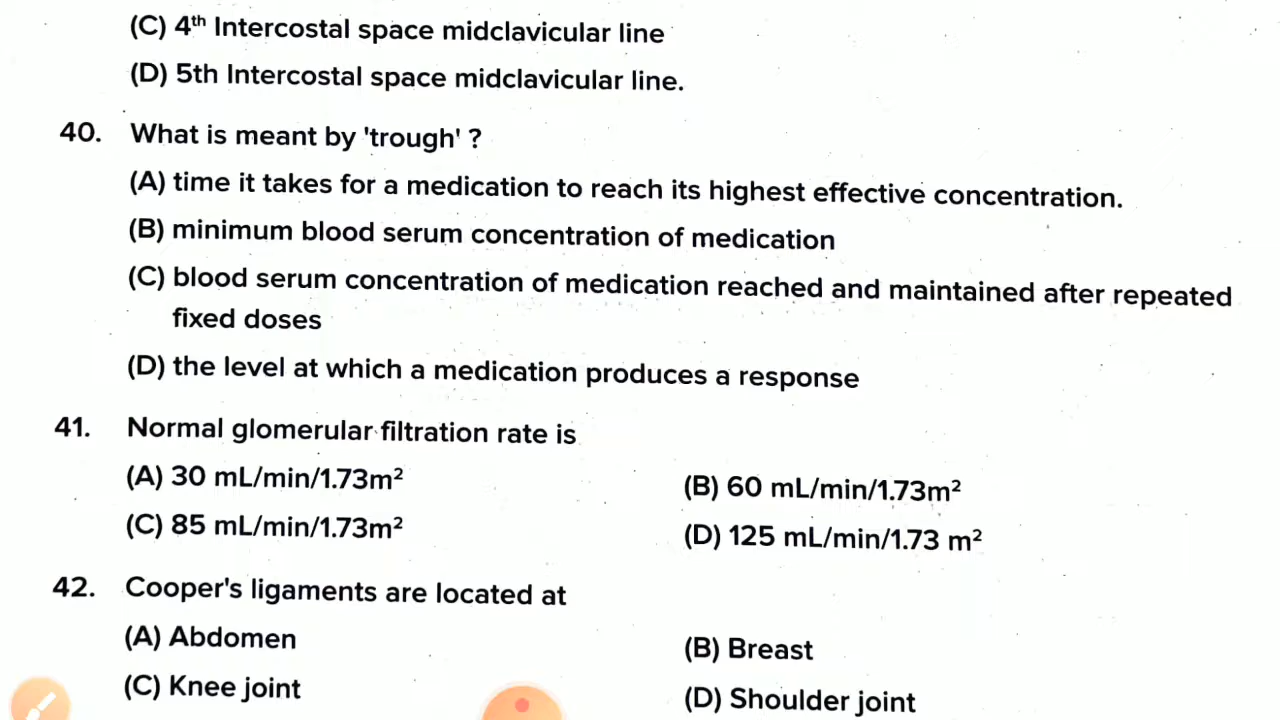 (C) 4th Intercostal space midclavicular line
(D) 5th Intercostal space midclavicular line.
40. What is meant by 'trough' ?
(A) time it takes for a medication to reach its highest effective concentration.
(B) minimum blood serum concentration of medication
(C) blood serum concentration of medication reached and maintained after repeated
fixed doses
(D) the level at which a medication produces a response
41. Normal glomerular filtration rate is
(A) 30 mL/min/1.73m²
(B) 60 mL/min/1.73m²
(C) 85 mL/min/1.73m²
(D) 125 mL/min/1.73 m²
42. Cooper's ligaments are located at
(A) Abdomen
(B) Breast
(C) Knee joint
(D) Shoulder joint